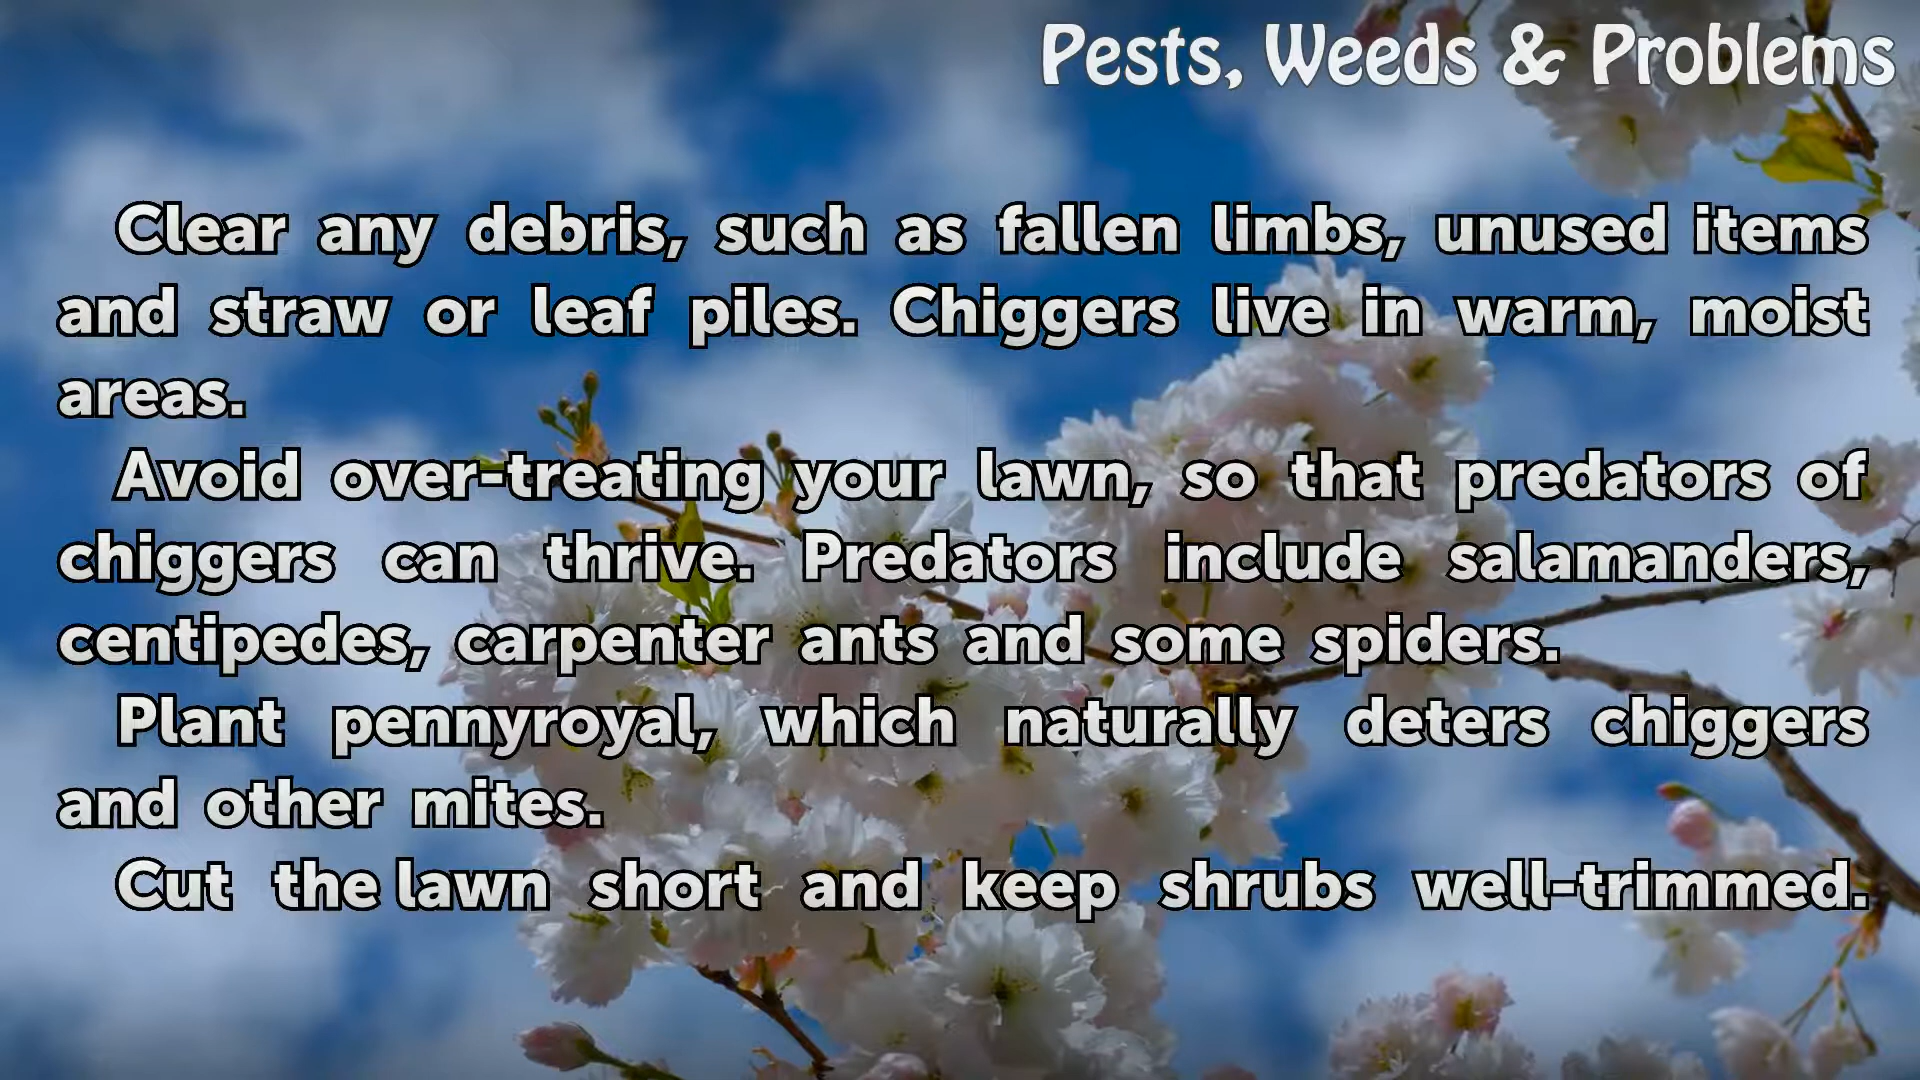 Pests, Weeds & Problems
Clear any debris, such as fallen limbs, unused items
and straw or leaf piles. Chiggers live in warm, moist
areas.
Avoid over-treating your lawn, so that predators of
chiggers can thrive. Predators include salamanders,
centipedes, carpenter ants and some spiders.
Plant pennyroyal, which naturally deters chiggers
and other mites.
Cut the lawn short and keep shrubs well-trimmed.